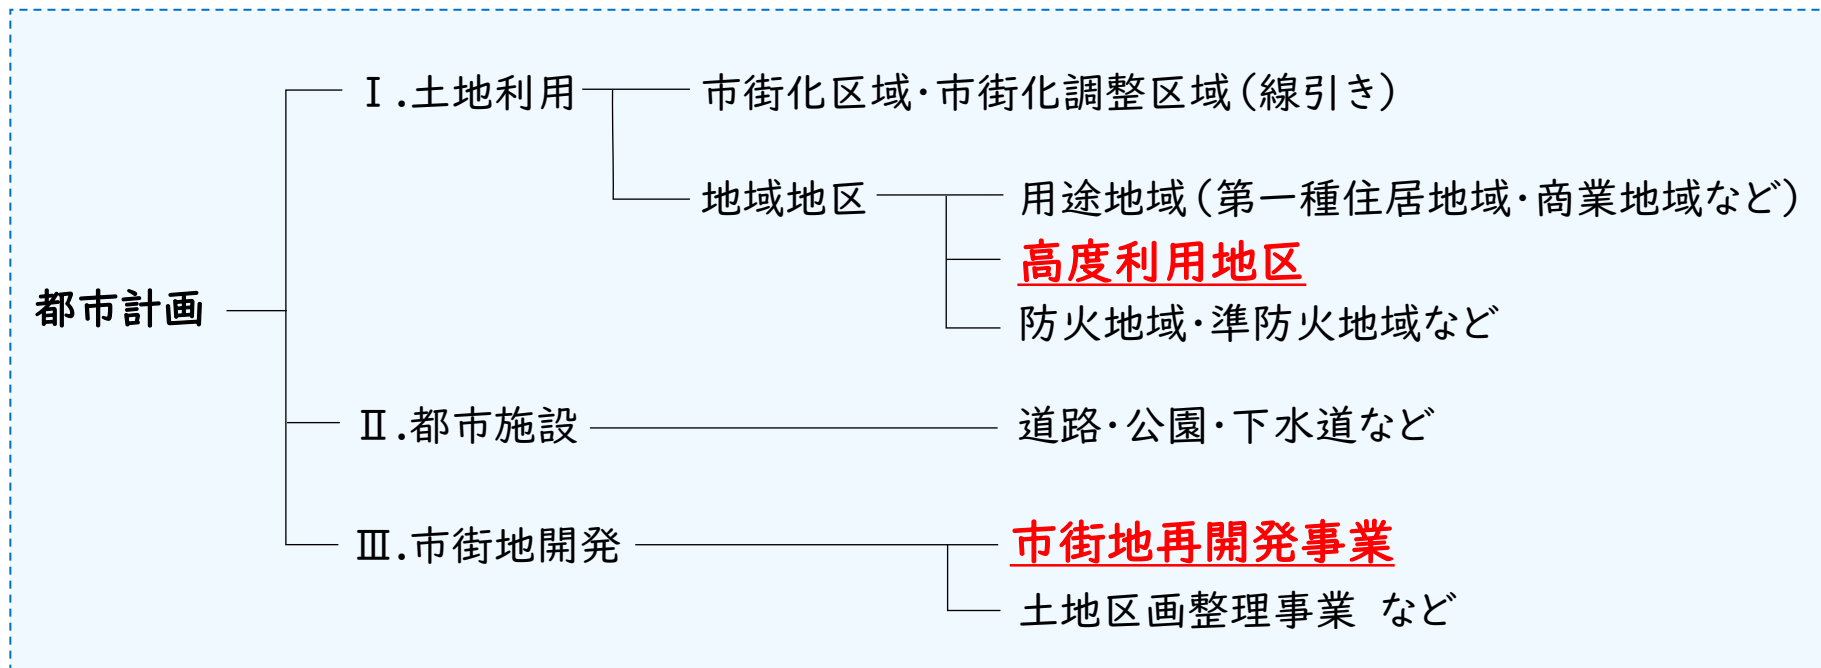 Ⅰ.土地利用 市街化区域・市街化調整区域(線引き)
地域地区 用途地域(第一種住居地域・商業地域など)
高度利用地区
都市計画
防火地域・準防火地域など
Ⅱ.都市施設 道路・公園・下水道など
Ⅲ.市街地開発 市街地再開発事業
土地区画整理事業 など